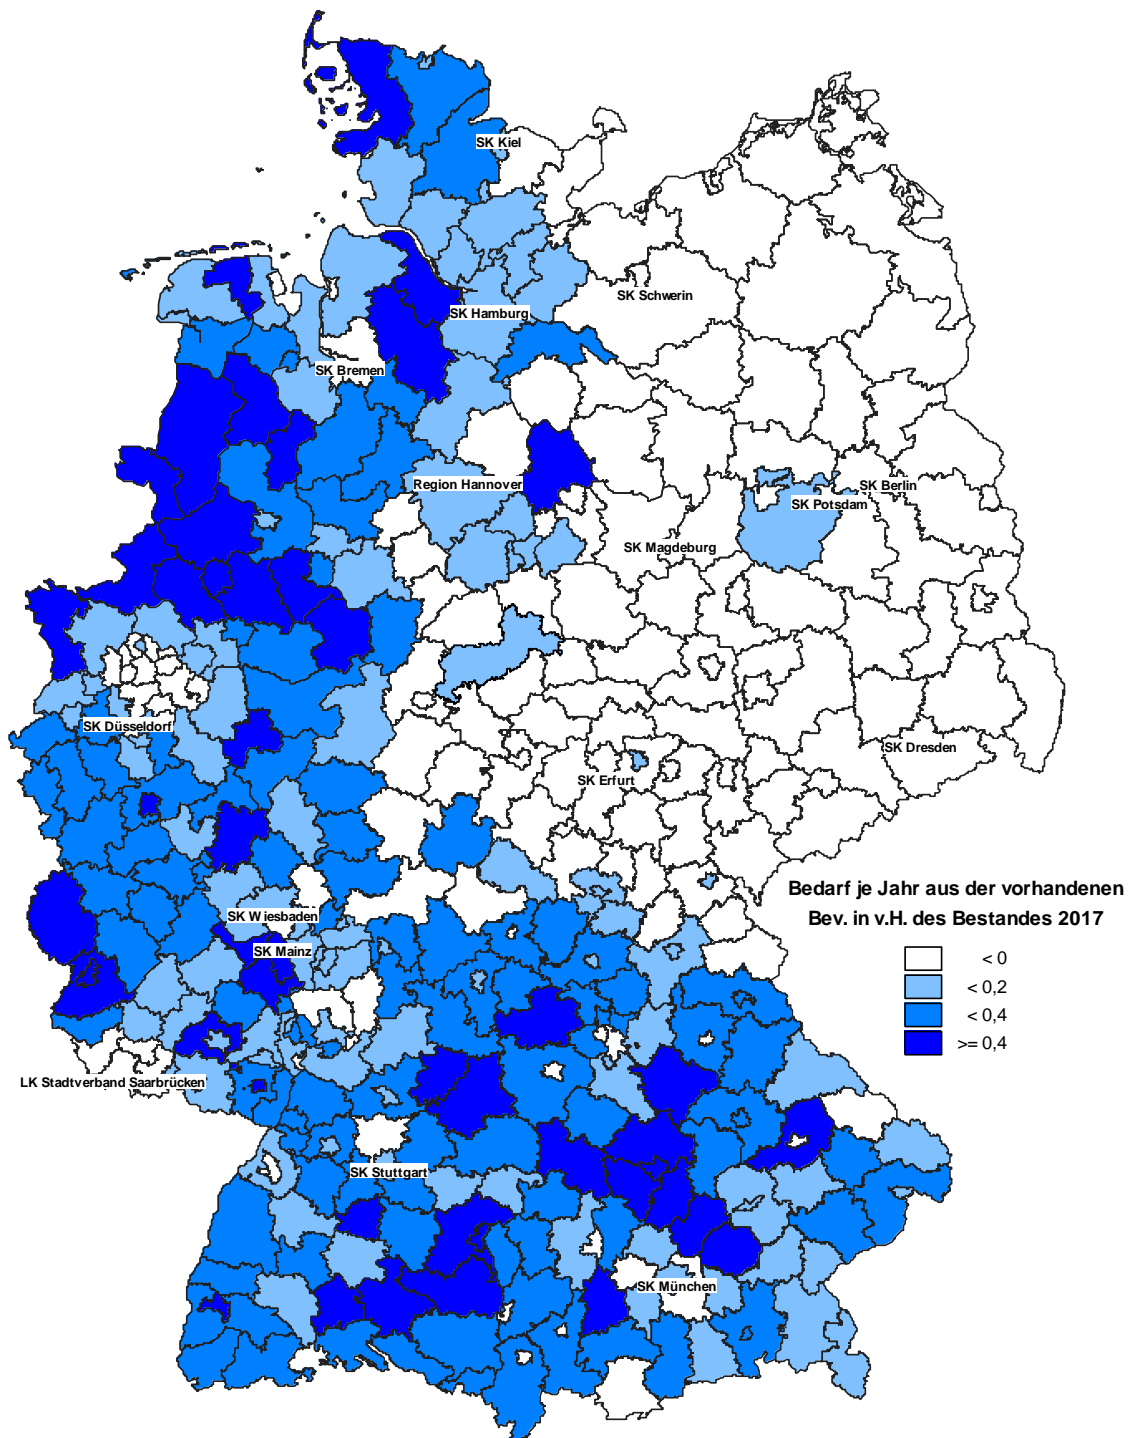 SK Kiel
SK Schwerin
SK Hamburg
SK Bremen
Region Hannover
SK Berlin
SK Potsdam
SK Magdeburg
SK Düsseldorf
SK Dresden
SK Erfurt
Bedarf je Jahr aus der vorhandenen
Bev. in v.H. des Bestandes 2017
< 0
< 0,2
< 0,4
>= 0,4
SK Wiesbaden
SK Mainz
LK Stadtverband Saarbrücken
SK Stuttgart
SK München